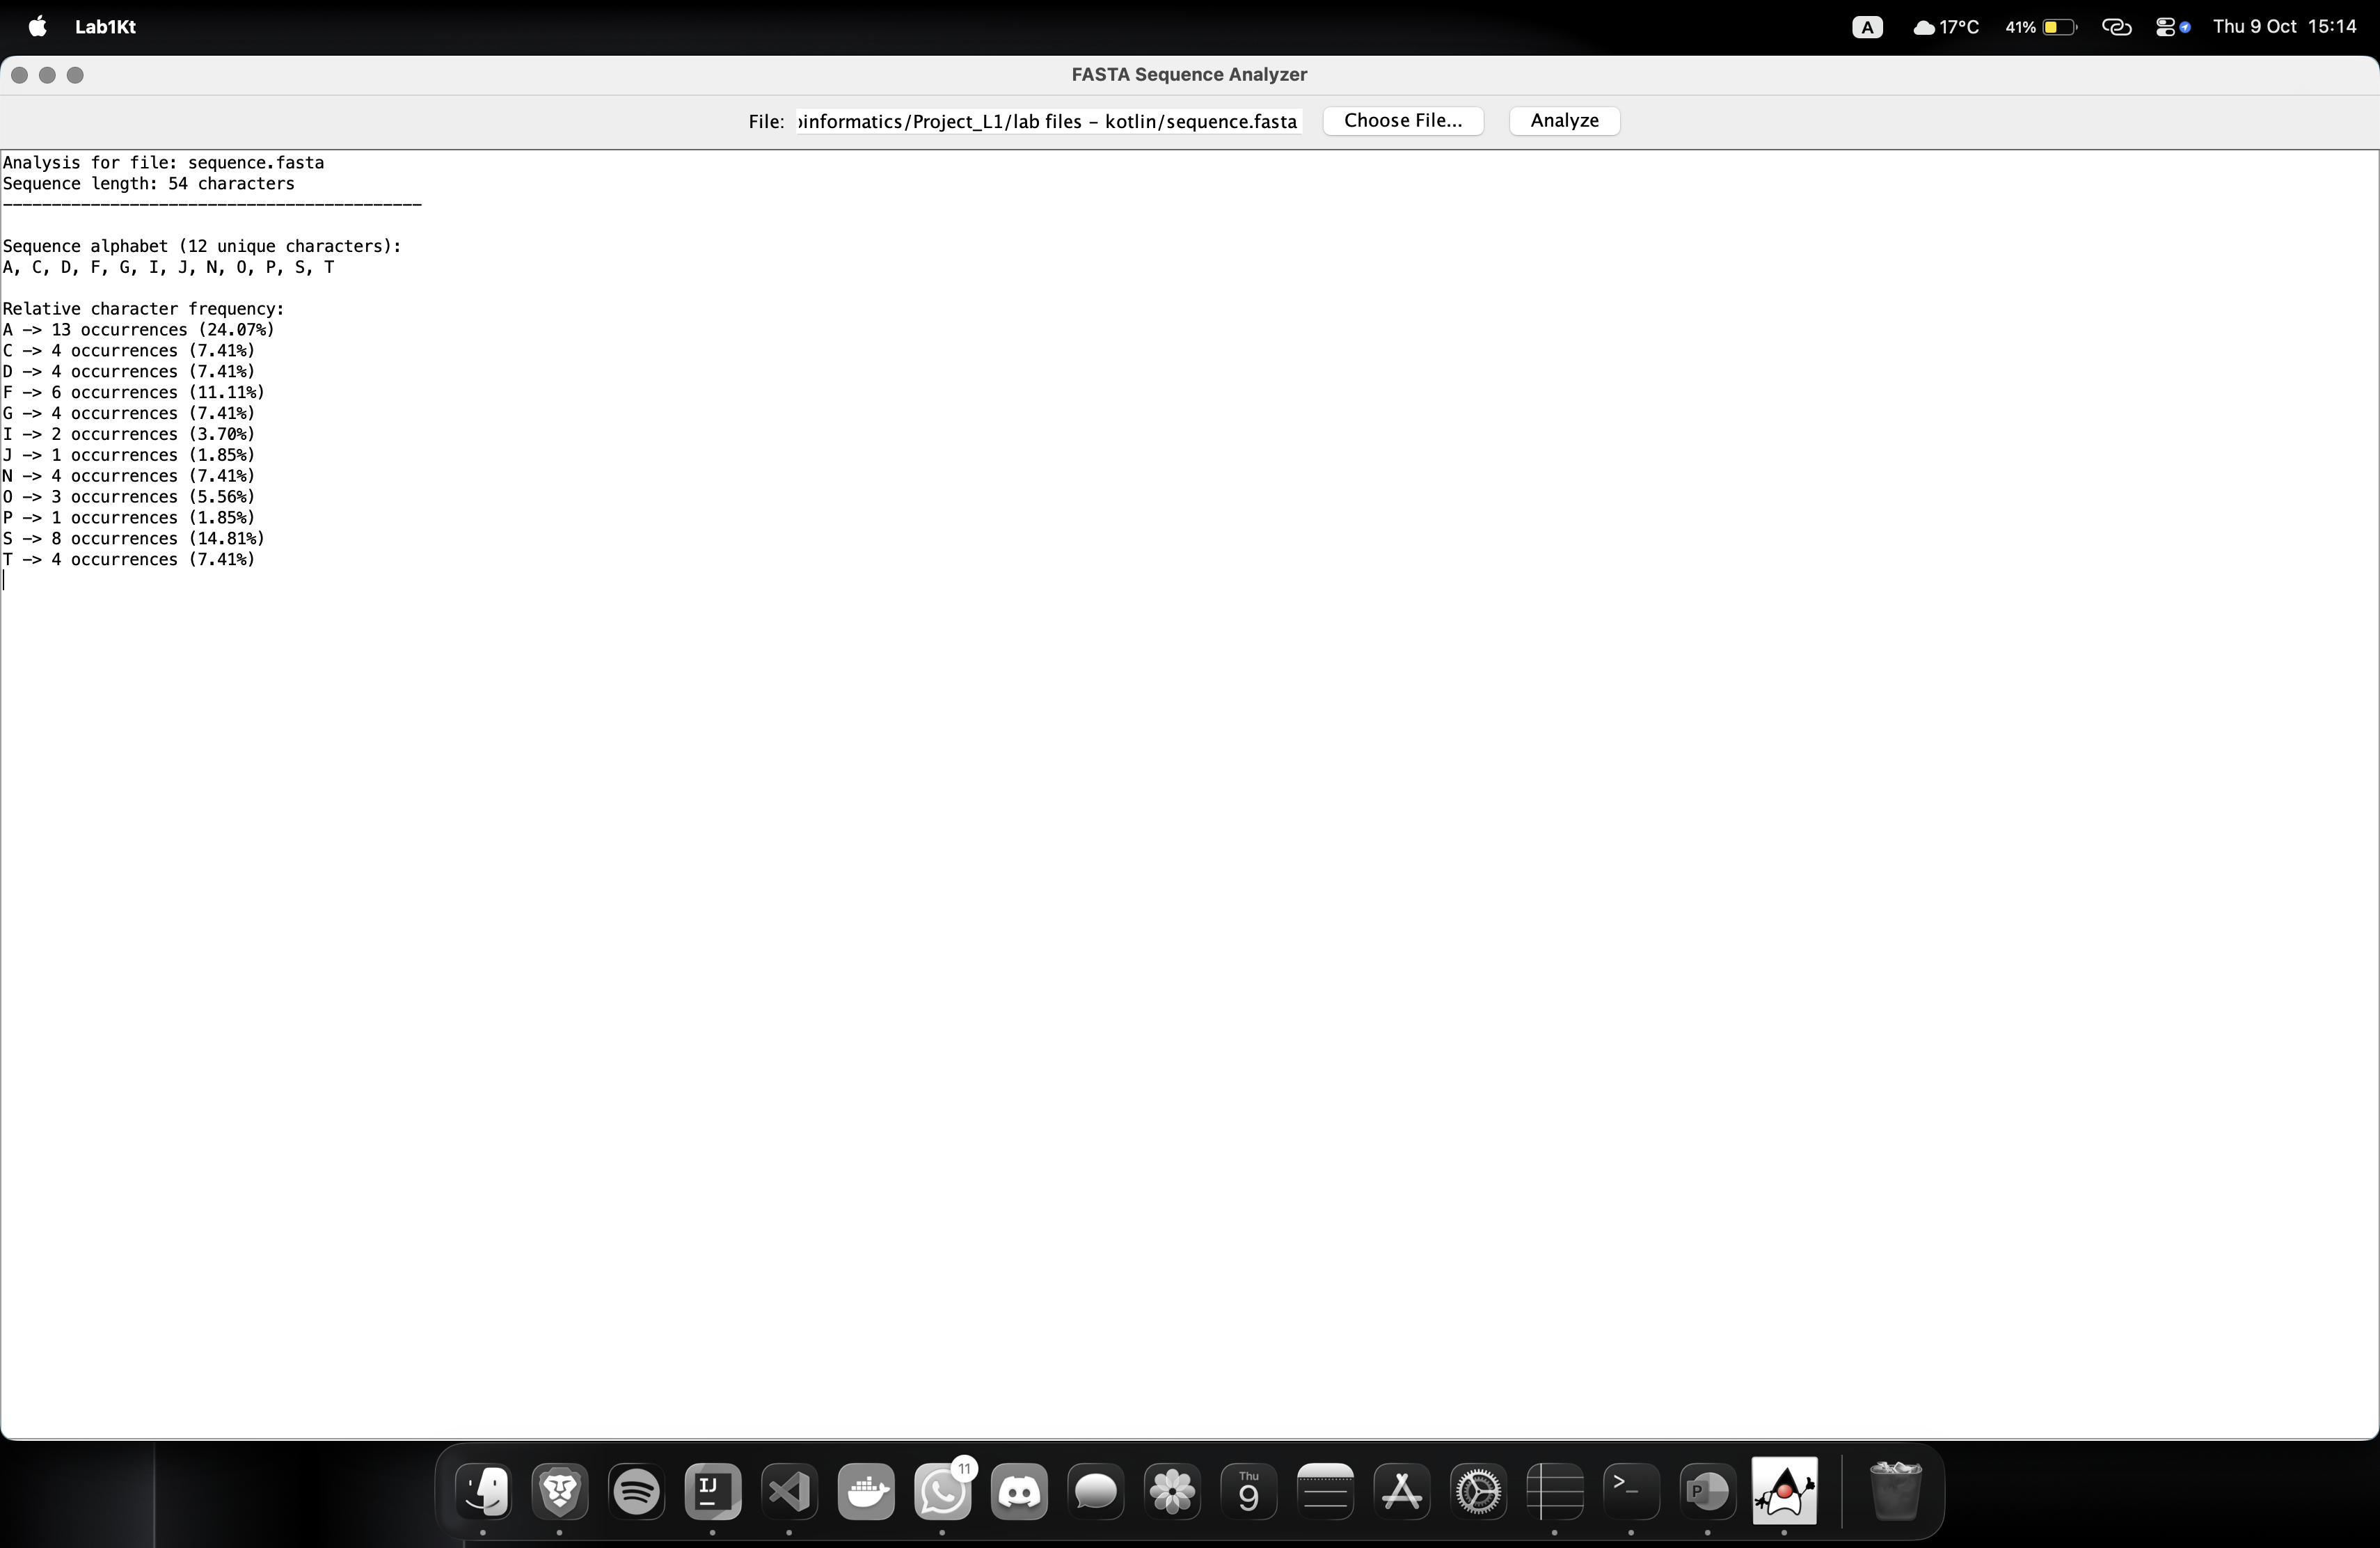 Lab1Kt
A
17°C
41%
Thu 9 Oct 15:14
FASTA Sequence Analyzer
File: informatics/Project_L1/lab files – kotlin/sequence.fasta
Choose File...
Analyze
Analysis for file: sequence.fasta
Sequence length: 54 characters
-------------------------------------------
Sequence alphabet (12 unique characters):
A, C, D, F, G, I, J, N, O, P, S, T
Relative character frequency:
A –> 13 occurrences (24.07%)
C –> 4 occurrences (7.41%)
D –> 4 occurrences (7.41%)
F –> 6 occurrences (11.11%)
G –> 4 occurrences (7.41%)
I –> 2 occurrences (3.70%)
J –> 1 occurrences (1.85%)
N –> 4 occurrences (7.41%)
O –> 3 occurrences (5.56%)
P –> 1 occurrences (1.85%)
S –> 8 occurrences (14.81%)
T –> 4 occurrences (7.41%)
IJ
11
Thu
9
>_
P